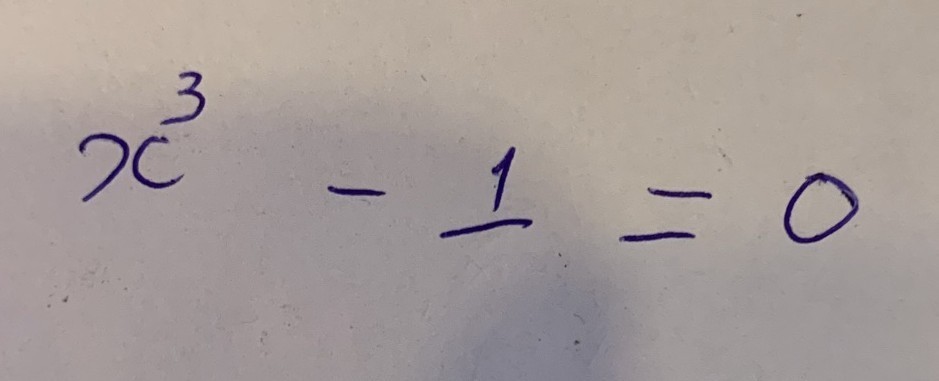 x³ - 1 = 0